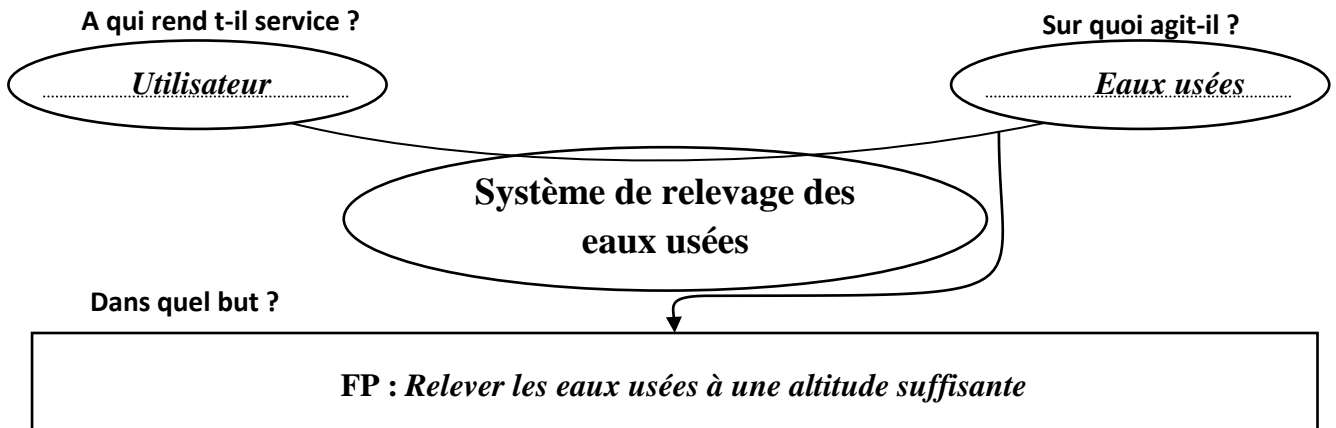 A qui rend t-il service ?
Sur quoi agit-il ?
Utilisateur
Eaux usées
Système de relevage des
eaux usées
Dans quel but ?
FP : Relever les eaux usées à une altitude suffisante